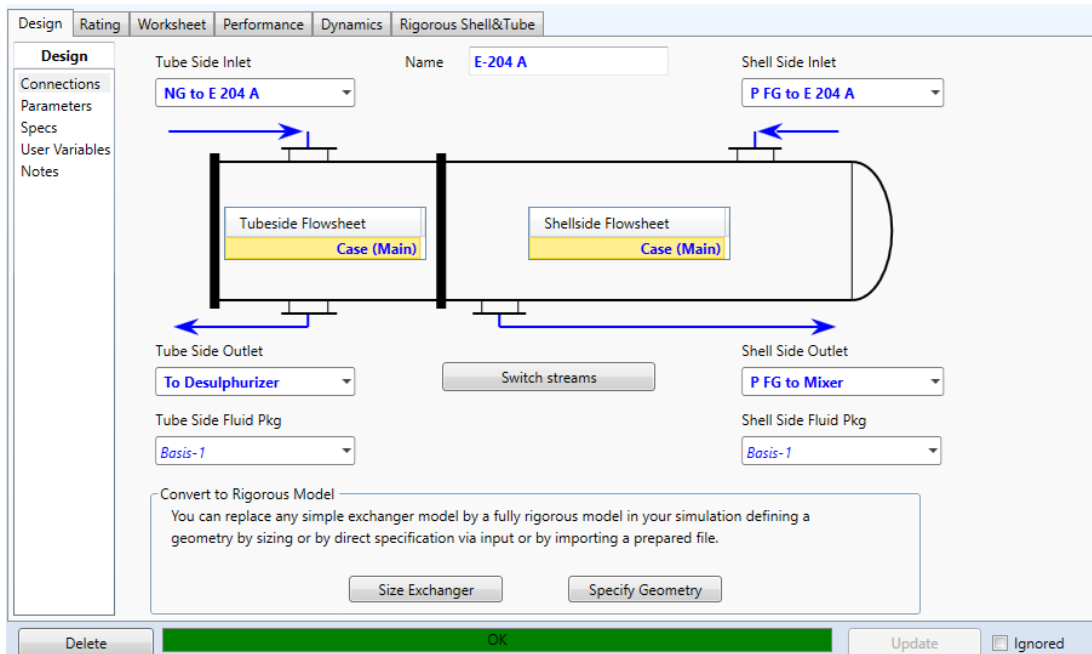 Design
Rating
Worksheet
Performance
Dynamics
Rigorous Shell&Tube
Design
Connections
Parameters
Specs
User Variables
Notes
Tube Side Inlet
NG to E 204 A
Name
E-204 A
Shell Side Inlet
P FG to E 204 A
Tubeside Flowsheet
Case (Main)
Shellside Flowsheet
Case (Main)
Tube Side Outlet
To Desulphurizer
Switch streams
Shell Side Outlet
P FG to Mixer
Tube Side Fluid Pkg
Basis-1
Shell Side Fluid Pkg
Basis-1
Convert to Rigorous Model
You can replace any simple exchanger model by a fully rigorous model in your simulation defining a
geometry by sizing or by direct specification via input or by importing a prepared file.
Size Exchanger
Specify Geometry
Delete
OK
Update
Ignored